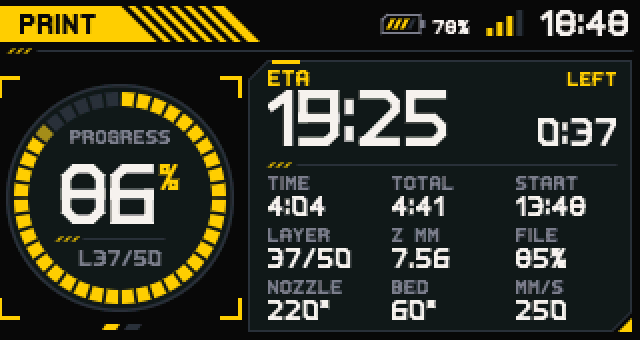 PRINT
78%
18:48
PROGRESS
86%
L37/50
ETA
LEFT
19:25
0:37
TIME TOTAL START
4:04 4:41 13:48
LAYER Z MM FILE
37/50 7.56 85%
NOZZLE BED MM/S
220° 60° 250